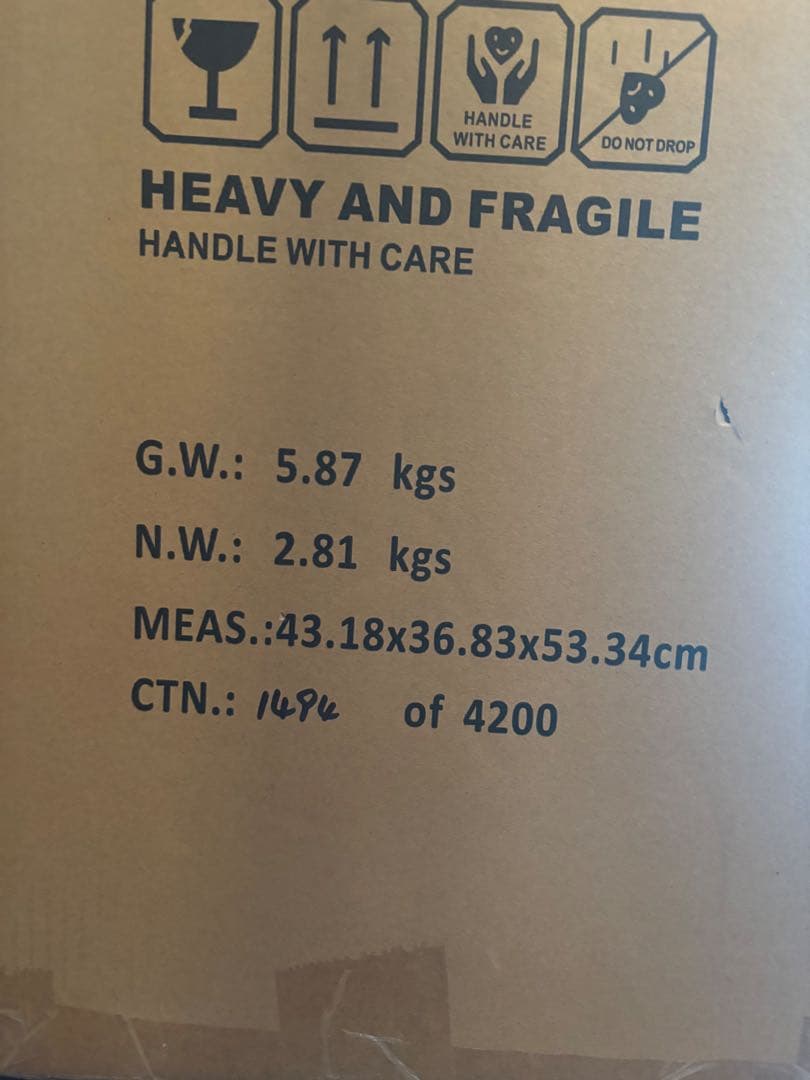 HANDLE
WITH CARE
DO NOT DROP
HEAVY AND FRAGILE
HANDLE WITH CARE
G.W.: 5.87 kgs
N.W.: 2.81 kgs
MEAS.:43.18x36.83x53.34cm
CTN.: 1494 of 4200